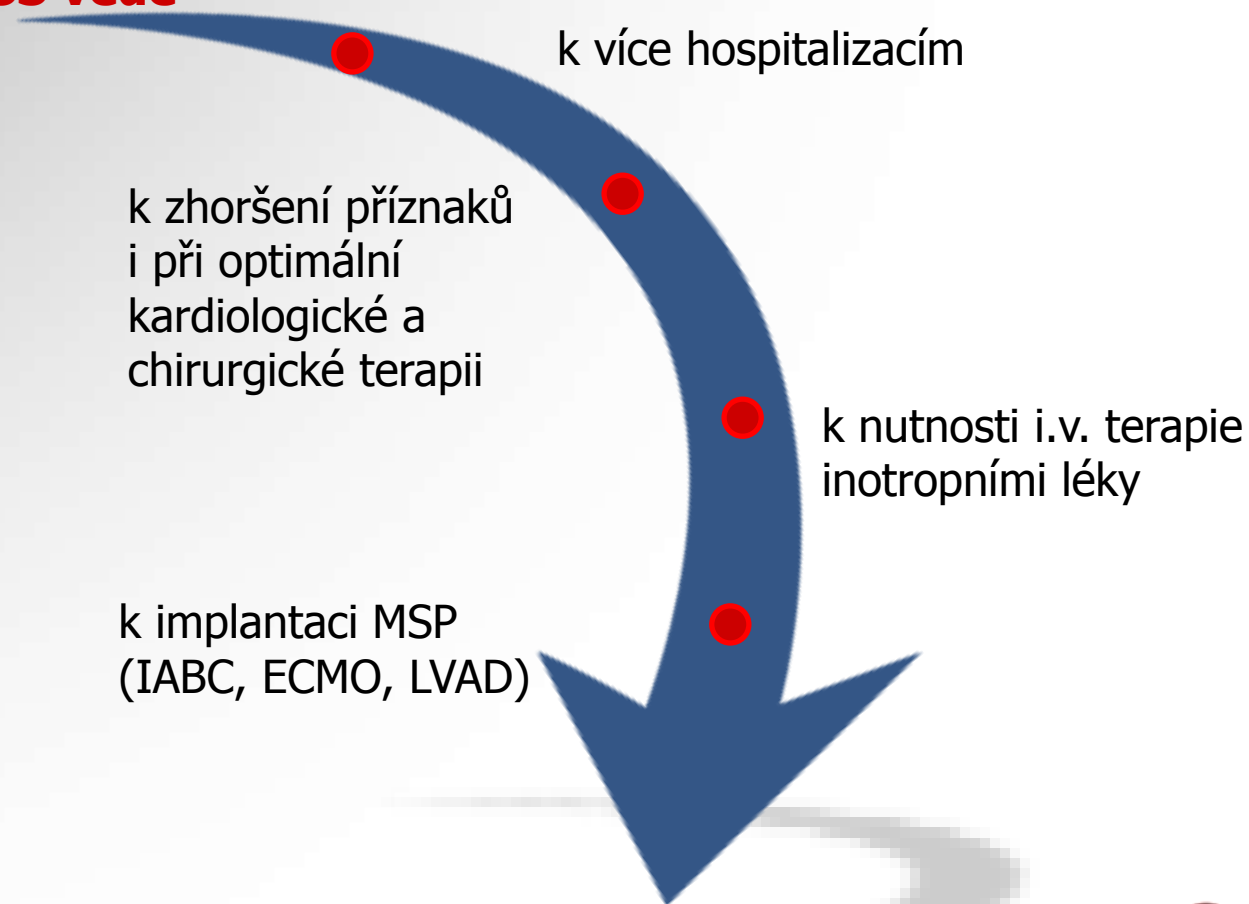 k více hospitalizacím
k zhoršení příznaků
i při optimální
kardiologické a
chirurgické terapii
k nutnosti i.v. terapie
inotropními léky
k implantaci MSP
(IABC, ECMO, LVAD)